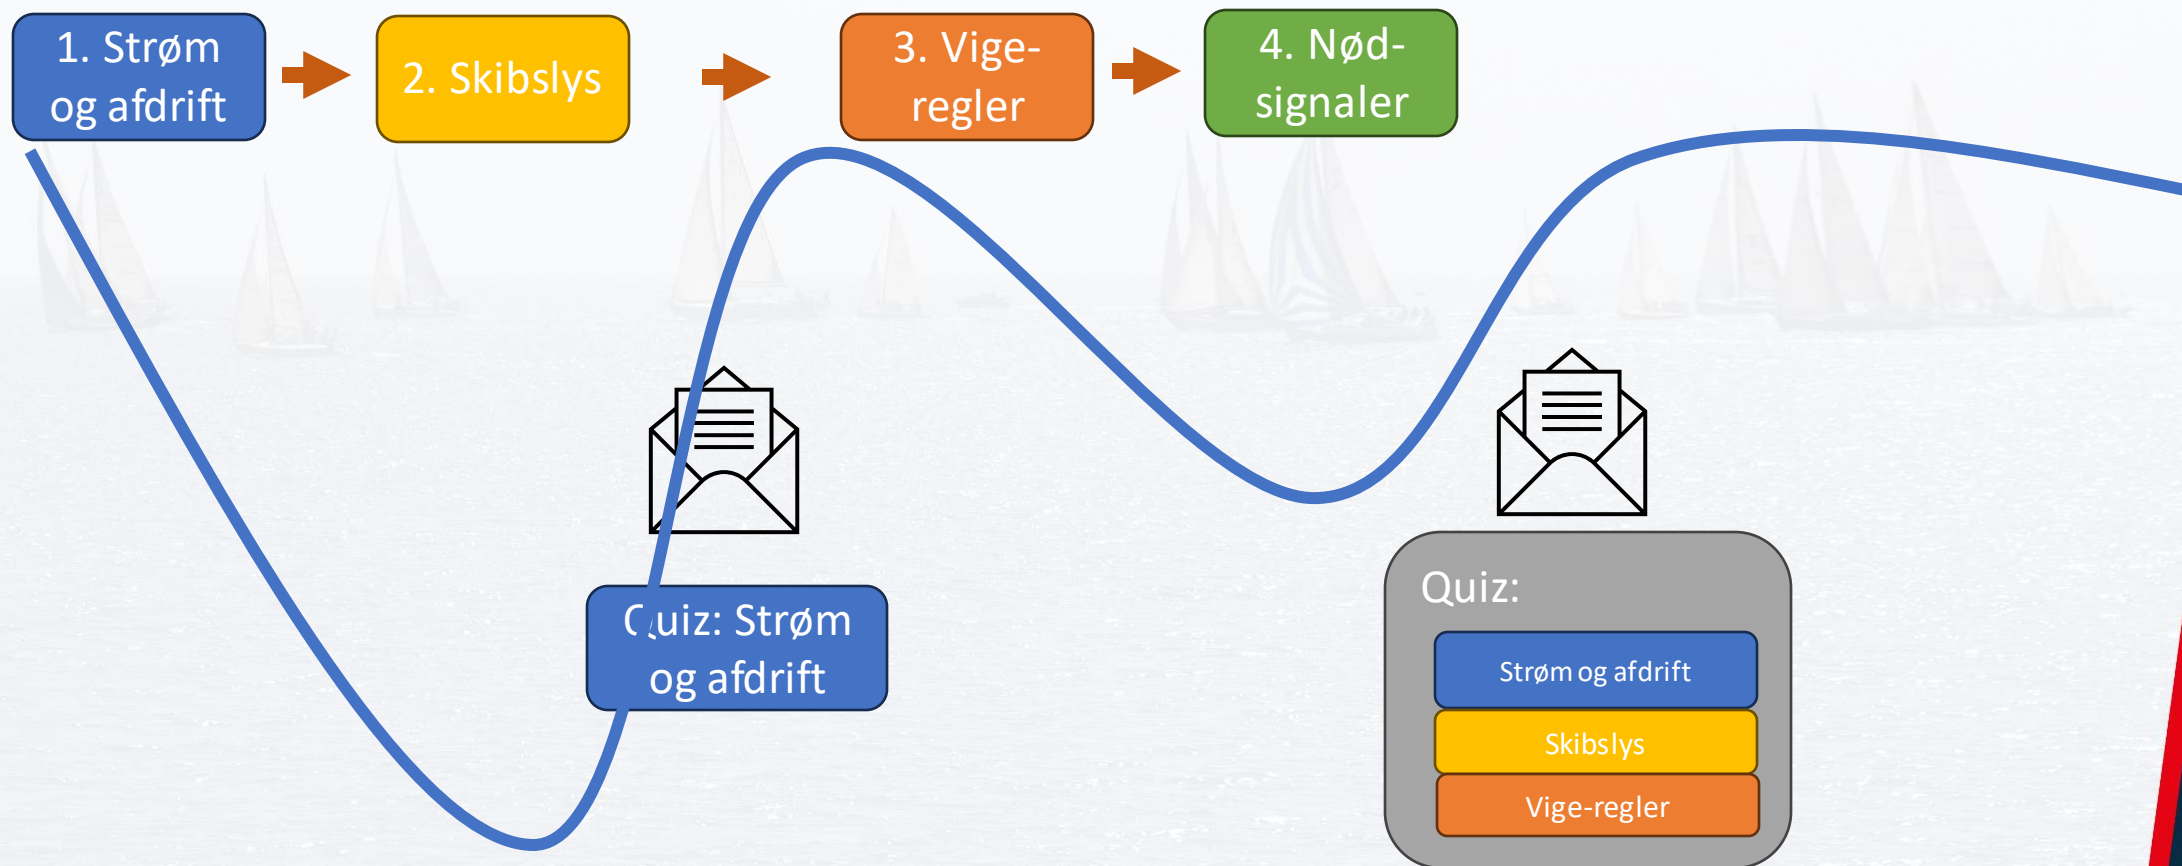 1. Strøm
og afdrift
2. Skibslys
3. Vige-
regler
4. Nød-
signaler
Quiz: Strøm
og afdrift
Quiz:
Strøm og afdrift
Skibslys
Vige-regler